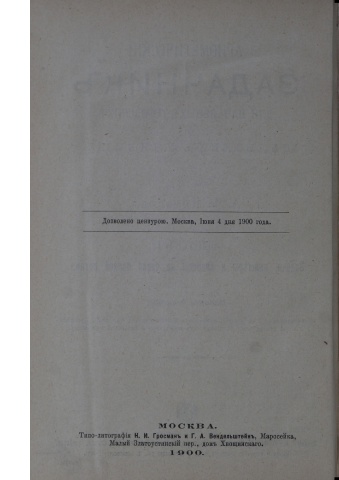 Дозволено цензурою. Москва, Іюня 4 дня 1900 года.
МОСКВА.
Типо-литографія Н. И. Гросманъ и Г. А. Вендельштейнъ, Маросейка,
Малый Златоустинскій пер., домъ Хвощинскаго.
1900.